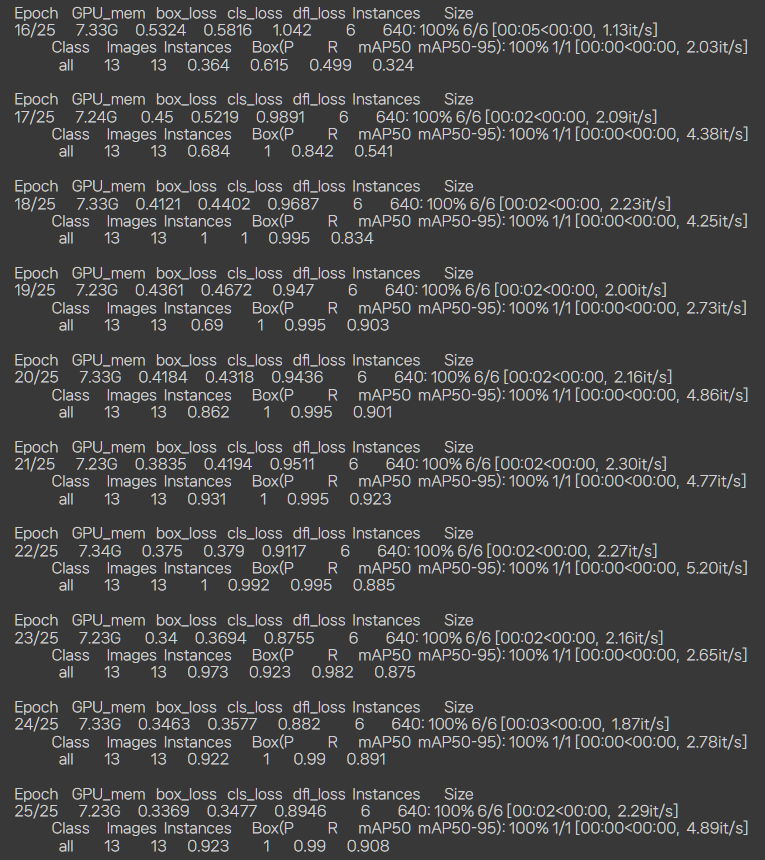 Epoch GPU_mem box_loss cls_loss dfl_loss Instances Size
16/25 7.33G 0.5324 0.5816 1.042 6 640: 100% 6/6 [00:05<00:00, 1.13it/s]
Class Images Instances Box(P R mAP50 mAP50-95): 100% 1/1 [00:00<00:00, 2.03it/s]
all 13 13 0.364 0.615 0.499 0.324
Epoch GPU_mem box_loss cls_loss dfl_loss Instances Size
17/25 7.24G 0.45 0.5219 0.9891 6 640: 100% 6/6 [00:02<00:00, 2.09it/s]
Class Images Instances Box(P R mAP50 mAP50-95): 100% 1/1 [00:00<00:00, 4.38it/s]
all 13 13 0.684 1 0.842 0.541
Epoch GPU_mem box_loss cls_loss dfl_loss Instances Size
18/25 7.33G 0.4121 0.4402 0.9687 6 640: 100% 6/6 [00:02<00:00, 2.23it/s]
Class Images Instances Box(P R mAP50 mAP50-95): 100% 1/1 [00:00<00:00, 4.25it/s]
all 13 13 1 1 0.995 0.834
Epoch GPU_mem box_loss cls_loss dfl_loss Instances Size
19/25 7.23G 0.4361 0.4672 0.947 6 640: 100% 6/6 [00:02<00:00, 2.00it/s]
Class Images Instances Box(P R mAP50 mAP50-95): 100% 1/1 [00:00<00:00, 2.73it/s]
all 13 13 0.69 1 0.995 0.903
Epoch GPU_mem box_loss cls_loss dfl_loss Instances Size
20/25 7.33G 0.4184 0.4318 0.9436 6 640: 100% 6/6 [00:02<00:00, 2.16it/s]
Class Images Instances Box(P R mAP50 mAP50-95): 100% 1/1 [00:00<00:00, 4.86it/s]
all 13 13 0.862 1 0.995 0.901
Epoch GPU_mem box_loss cls_loss dfl_loss Instances Size
21/25 7.23G 0.3835 0.4194 0.9511 6 640: 100% 6/6 [00:02<00:00, 2.30it/s]
Class Images Instances Box(P R mAP50 mAP50-95): 100% 1/1 [00:00<00:00, 4.77it/s]
all 13 13 0.931 1 0.995 0.923
Epoch GPU_mem box_loss cls_loss dfl_loss Instances Size
22/25 7.34G 0.375 0.379 0.9117 6 640: 100% 6/6 [00:02<00:00, 2.27it/s]
Class Images Instances Box(P R mAP50 mAP50-95): 100% 1/1 [00:00<00:00, 5.20it/s]
all 13 13 1 0.992 0.995 0.885
Epoch GPU_mem box_loss cls_loss dfl_loss Instances Size
23/25 7.23G 0.34 0.3694 0.8755 6 640: 100% 6/6 [00:02<00:00, 2.16it/s]
Class Images Instances Box(P R mAP50 mAP50-95): 100% 1/1 [00:00<00:00, 2.65it/s]
all 13 13 0.973 0.923 0.982 0.875
Epoch GPU_mem box_loss cls_loss dfl_loss Instances Size
24/25 7.33G 0.3463 0.3577 0.882 6 640: 100% 6/6 [00:03<00:00, 1.87it/s]
Class Images Instances Box(P R mAP50 mAP50-95): 100% 1/1 [00:00<00:00, 2.78it/s]
all 13 13 0.922 1 0.99 0.891
Epoch GPU_mem box_loss cls_loss dfl_loss Instances Size
25/25 7.23G 0.3369 0.3477 0.8946 6 640: 100% 6/6 [00:02<00:00, 2.29it/s]
Class Images Instances Box(P R mAP50 mAP50-95): 100% 1/1 [00:00<00:00, 4.89it/s]
all 13 13 0.923 1 0.99 0.908